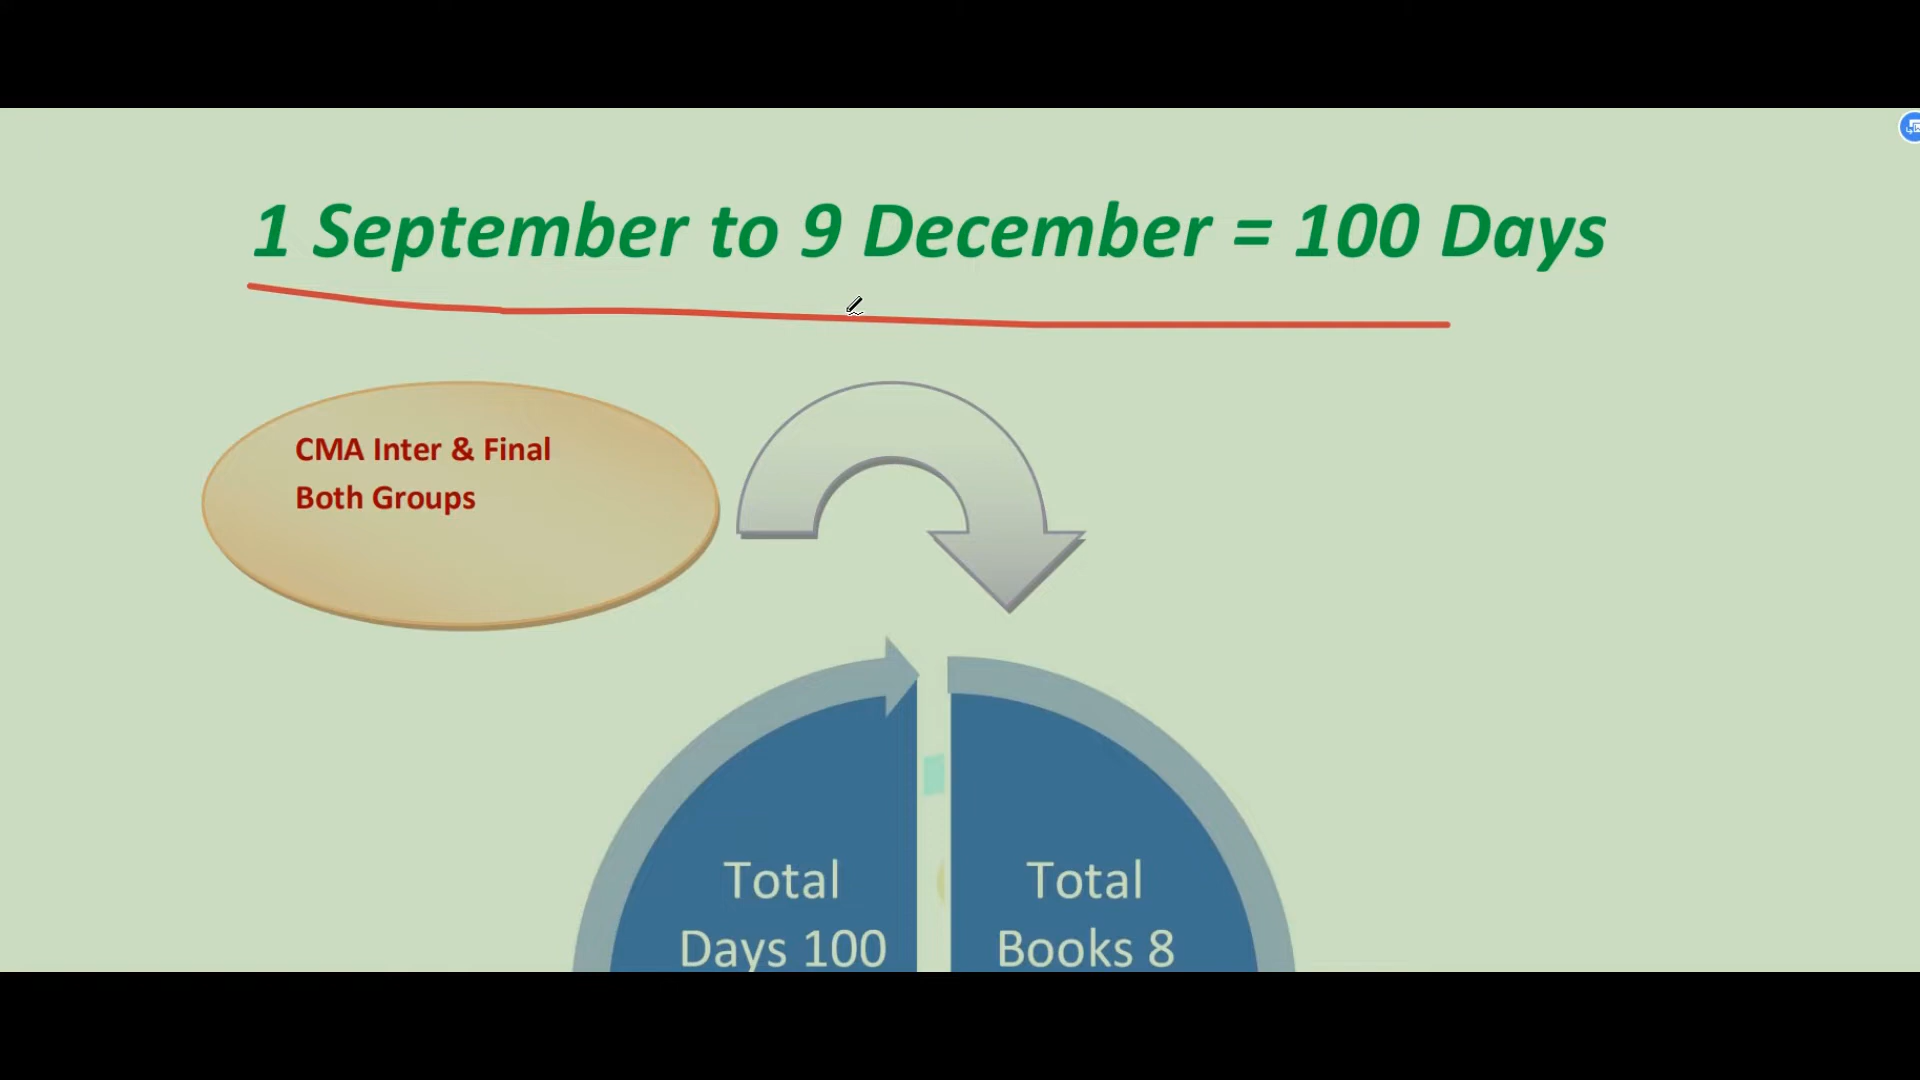 1 September to 9 December = 100 Days
CMA Inter & Final
Both Groups
Total
Days 100
Total
Books 8